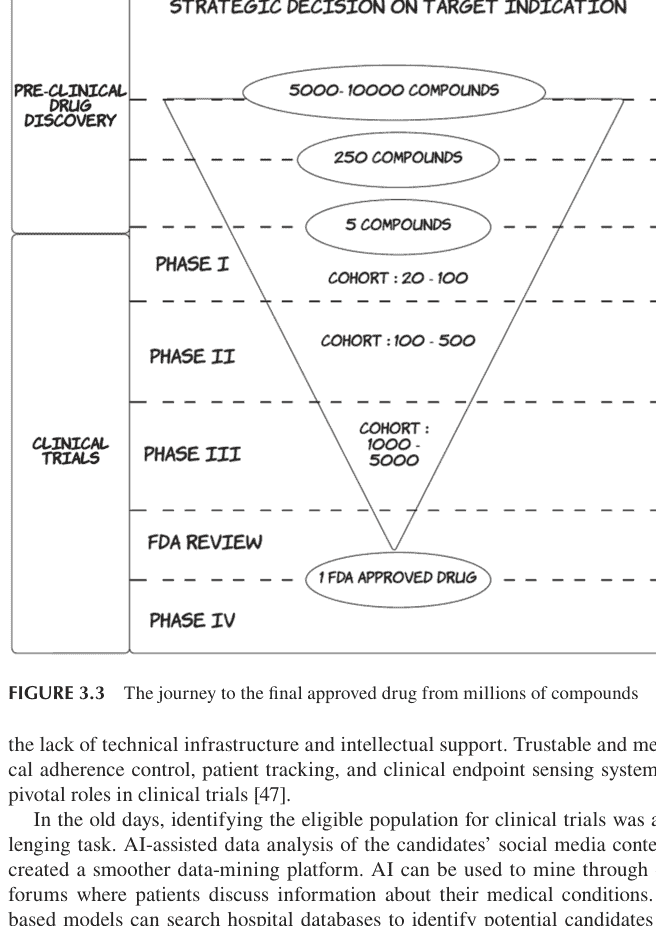 STRATEGIC DECISION ON TARGET INDICATION
PRE-CLINICAL
DRUG
DISCOVERY
5000-10000 COMPOUNDS
250 COMPOUNDS
5 COMPOUNDS
PHASE I
COHORT : 20 - 100
PHASE II
COHORT : 100 - 500
CLINICAL
TRIALS
PHASE III
COHORT :
1000 -
5000
FDA REVIEW
1 FDA APPROVED DRUG
PHASE IV
FIGURE 3.3 The journey to the final approved drug from millions of compounds
the lack of technical infrastructure and intellectual support. Trustable and me
cal adherence control, patient tracking, and clinical endpoint sensing system
pivotal roles in clinical trials [47].
In the old days, identifying the eligible population for clinical trials was a
lenging task. AI-assisted data analysis of the candidates’ social media conte
created a smoother data-mining platform. AI can be used to mine through
forums where patients discuss information about their medical conditions.
based models can search hospital databases to identify potential candidates